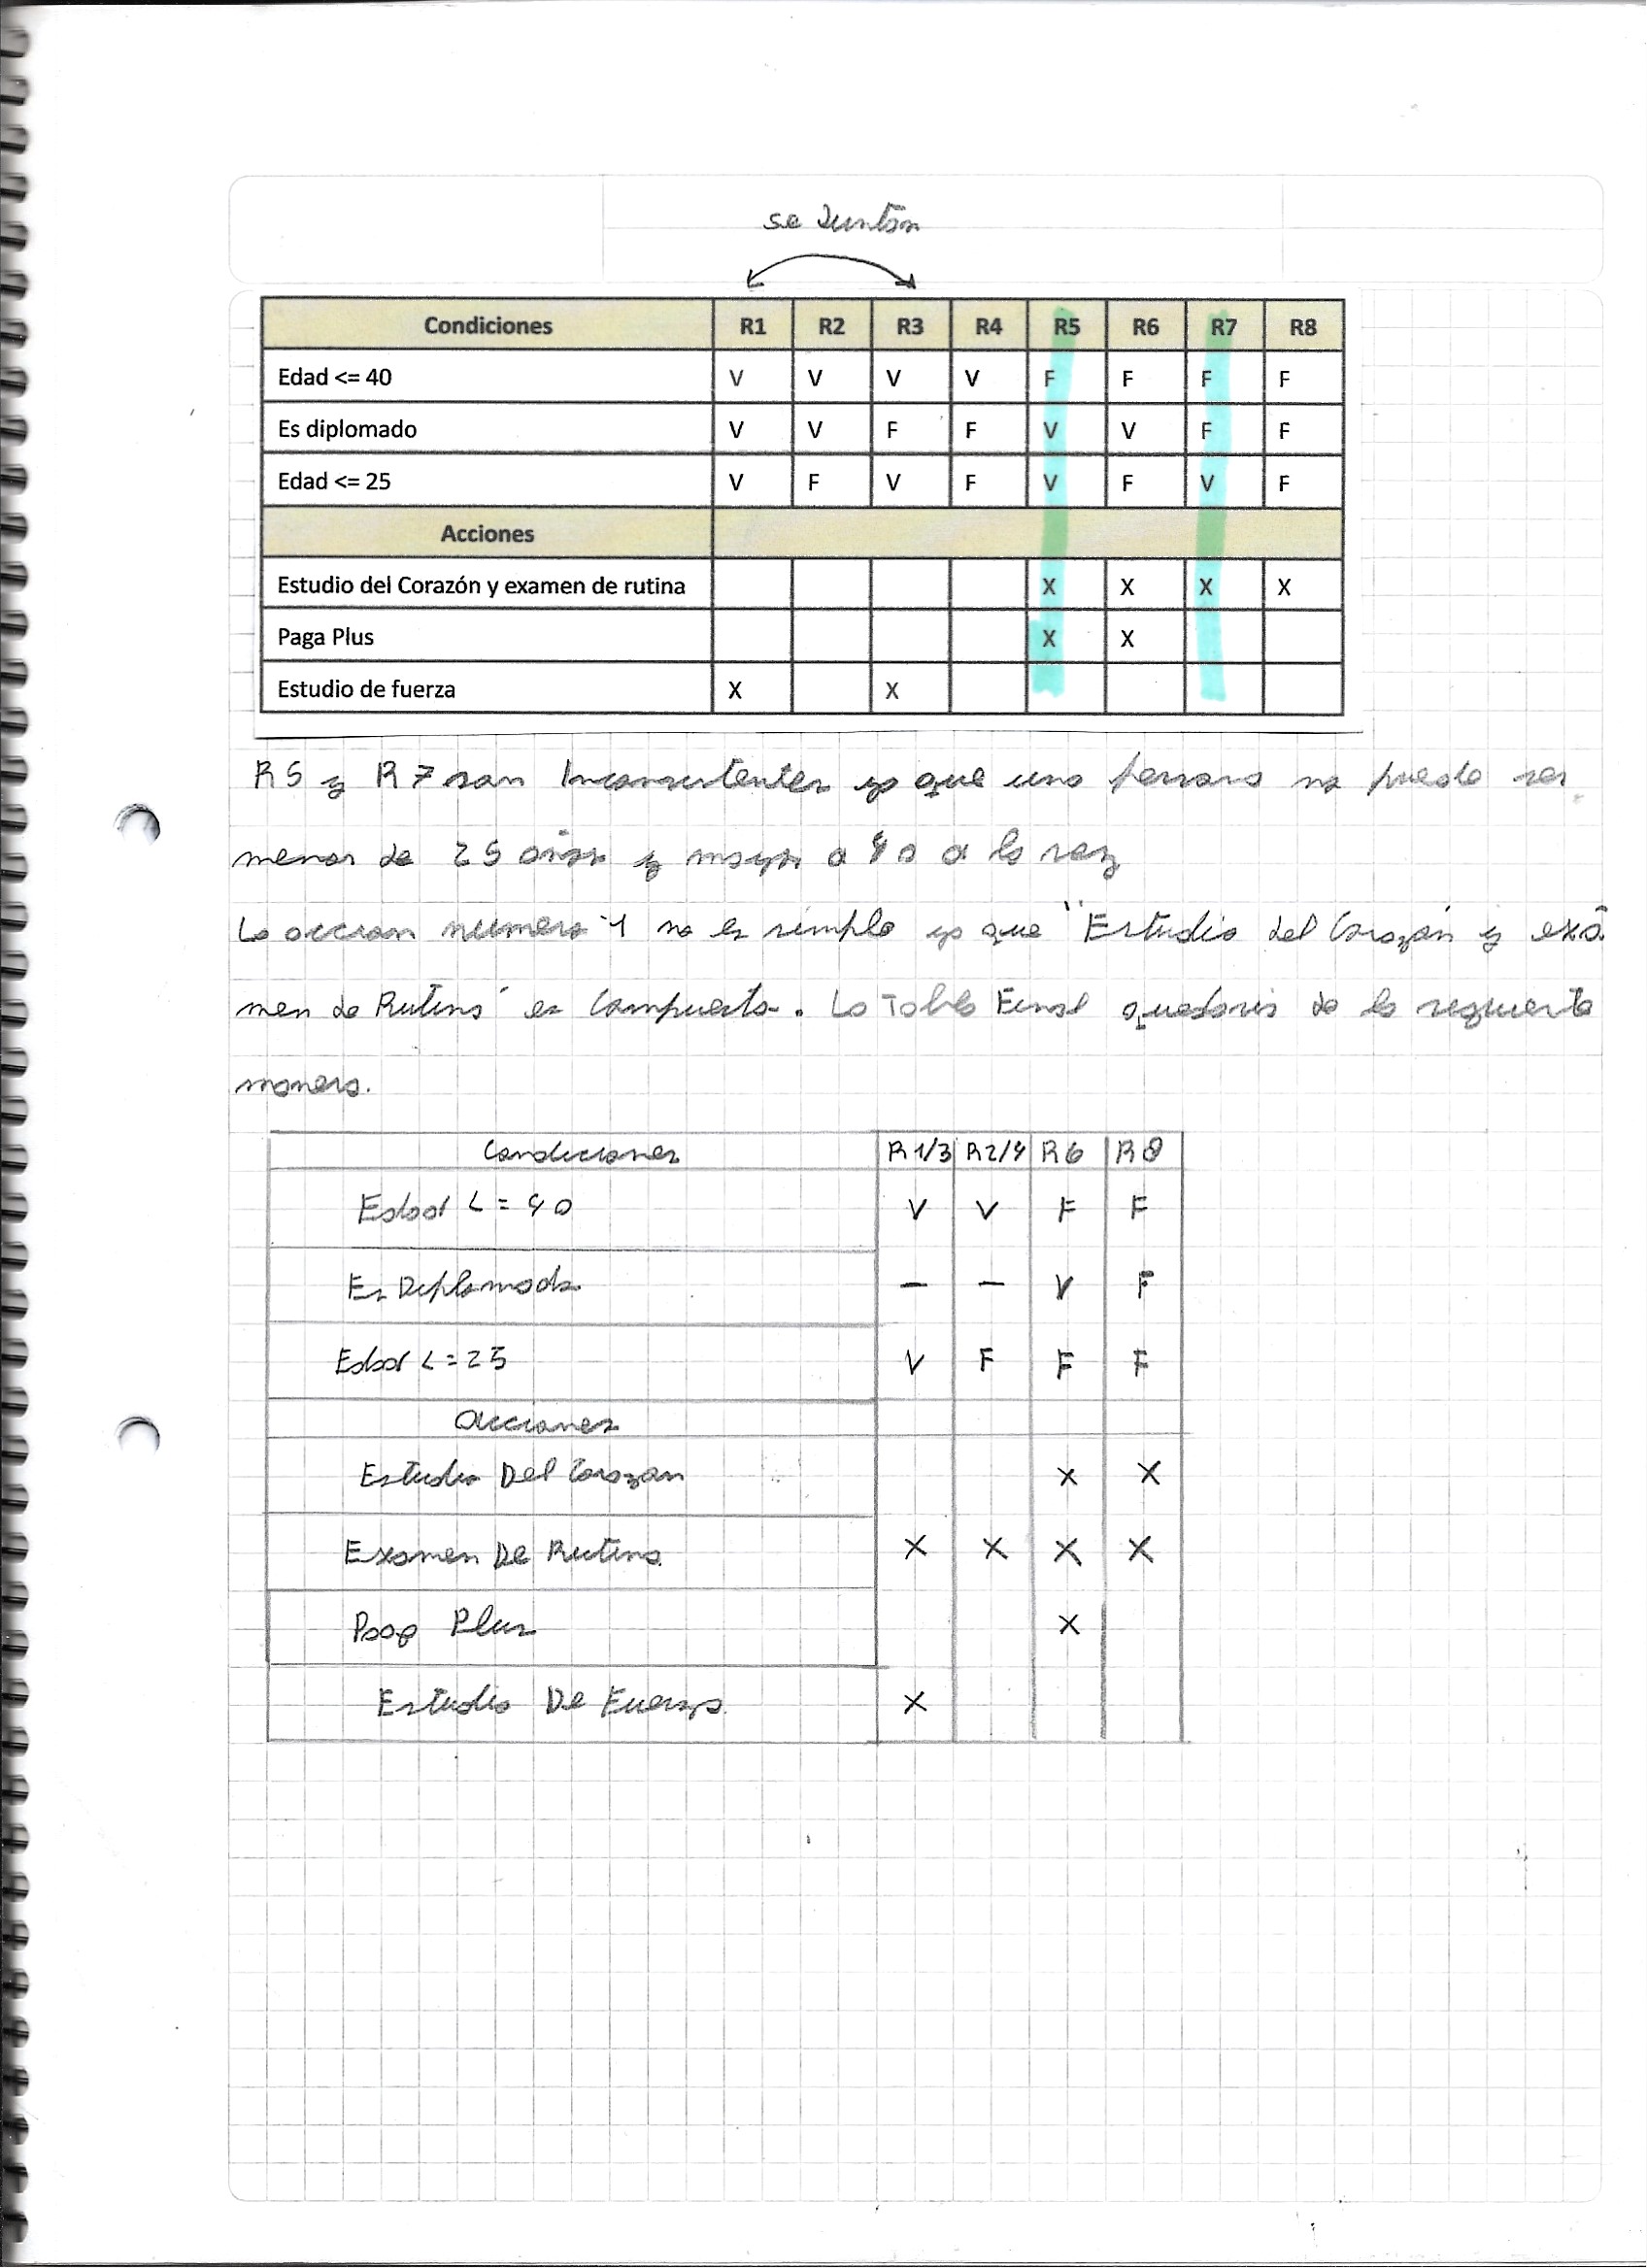 se Juntan
Condiciones R1 R2 R3 R4 R5 R6 R7 R8
Edad <= 40 V V V V F F F F
Es diplomado V V F F V V F F
Edad <= 25 V F V F V F V F
Acciones
Estudio del Corazón y examen de rutina X X X X
Paga Plus X X
Estudio de fuerza X X
R5 y R7 son Inconsistentes ya que una persona no puede ser
menor de 25 años y mayor a 40 a la vez
La accion numero 1 no es simple ya que "Estudio del Corazón y exá
men de Rutina" es Compuesta. La Tabla Final quedaria de la siguiente
manera.
Condiciones R1/3 R2/4 R6 R8
Edad <= 40 V V F F
Es Diplomado — — V F
Edad <= 25 V F F F
Acciones
Estudio Del Corazon X X
Examen De Rutina X X X X
Paga Plus X
Estudio De Fuerza X